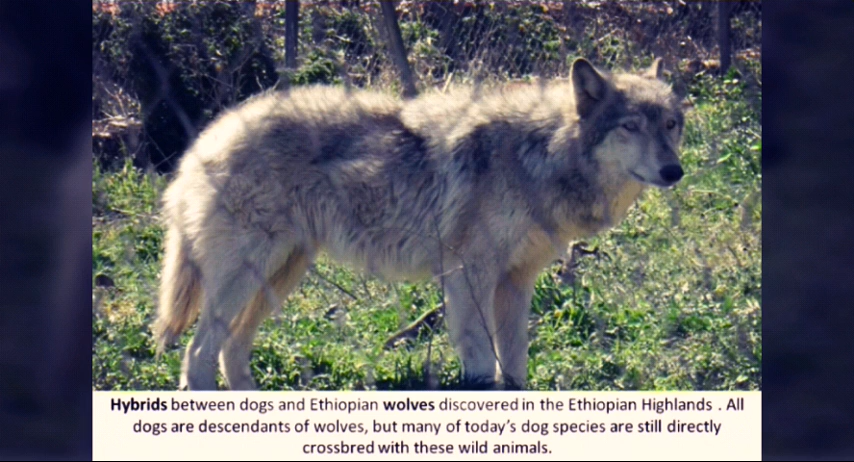 Hybrids between dogs and Ethiopian wolves discovered in the Ethiopian Highlands . All
dogs are descendants of wolves, but many of today's dog species are still directly
crossbred with these wild animals.